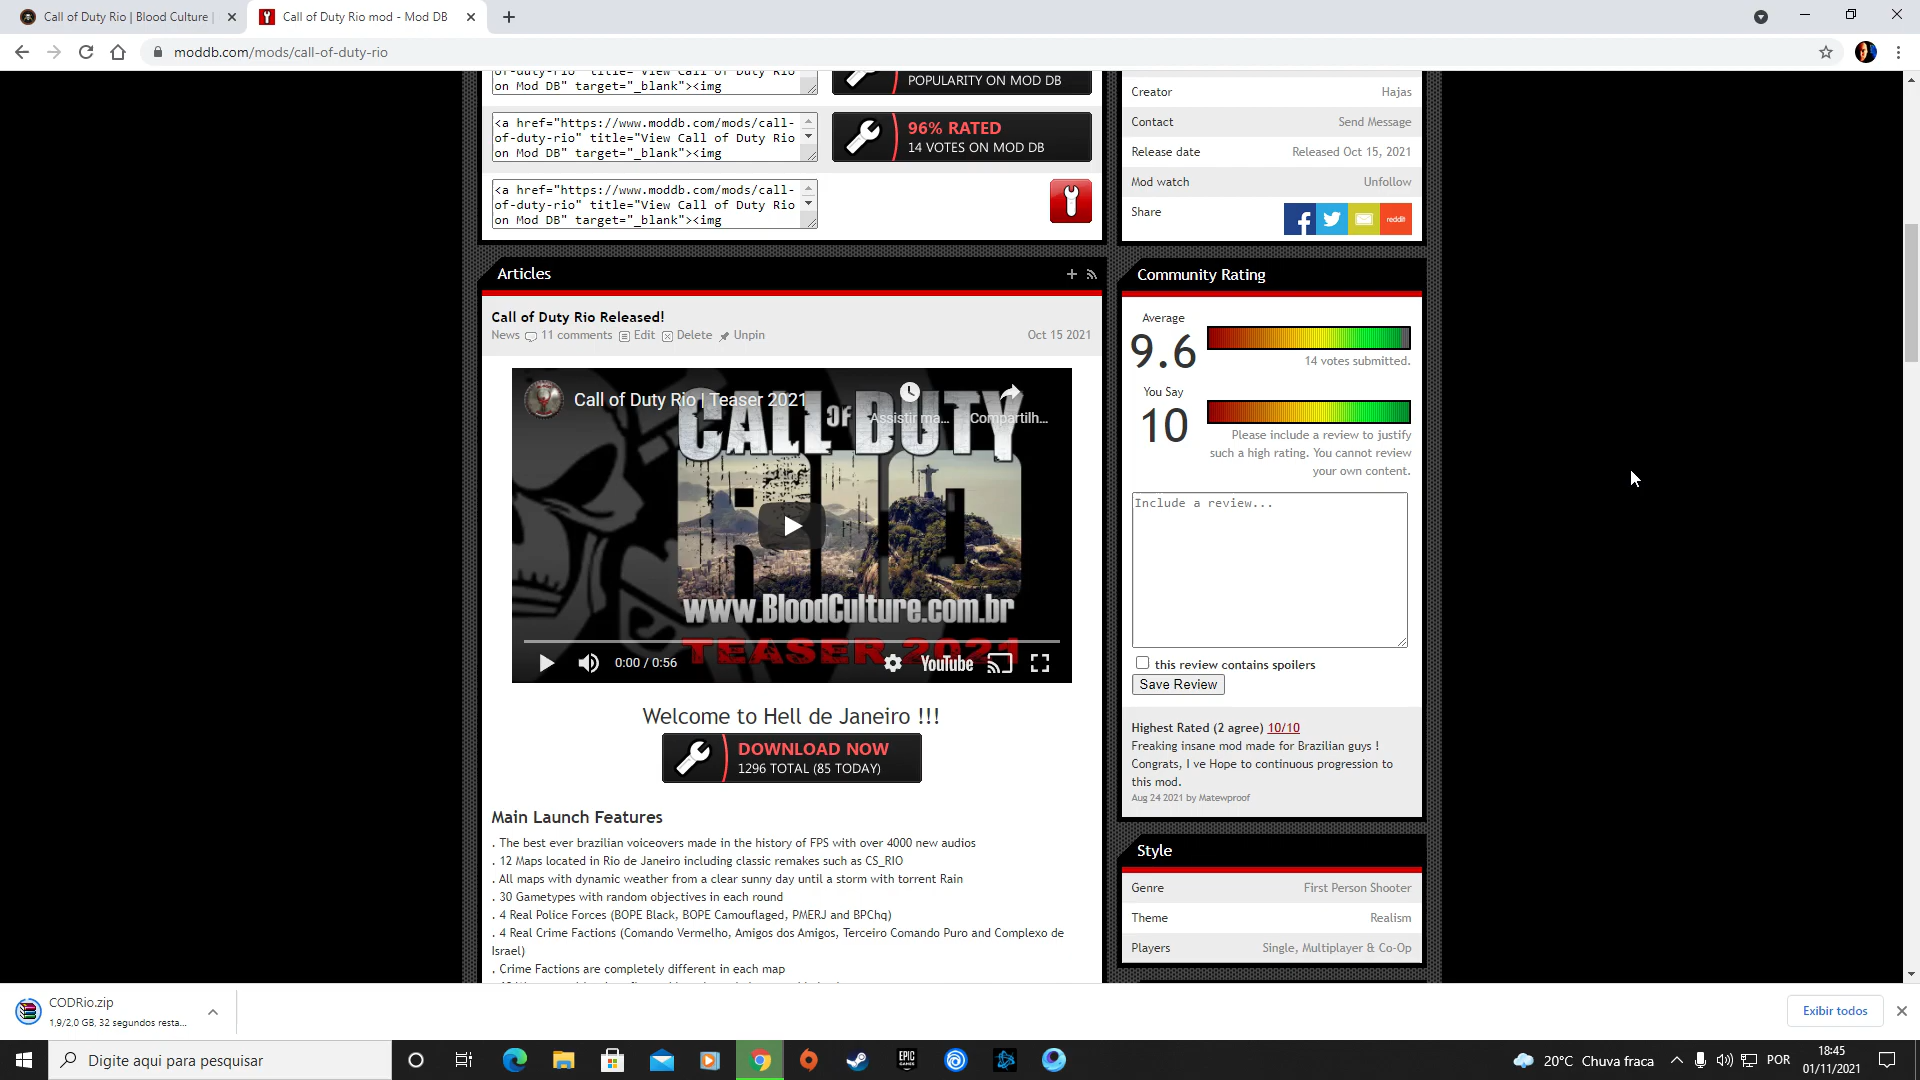 Call of Duty Rio | Blood Culture |
Call of Duty Rio mod - Mod DB
moddb.com/mods/call-of-duty-rio
of-duty-rio" title="View Call of Duty Rio
on Mod DB" target="_blank"><img
POPULARITY ON MOD DB
<a href="https://www.moddb.com/mods/call-
of-duty-rio" title="View Call of Duty Rio
on Mod DB" target="_blank"><img
96% RATED
14 VOTES ON MOD DB
<a href="https://www.moddb.com/mods/call-
of-duty-rio" title="View Call of Duty Rio
on Mod DB" target="_blank"><img
Creator Hajas
Contact Send Message
Release date Released Oct 15, 2021
Mod watch Unfollow
Share
reddit
Articles
Call of Duty Rio Released!
News 11 comments Edit Delete Unpin Oct 15 2021
Call of Duty Rio | Teaser 2021
Assistir ma...
Compartilh...
CALL OF DUTY
RIO
www.BloodCulture.com.br
TEASER 2021
0:00 / 0:56
YouTube
Welcome to Hell de Janeiro !!!
DOWNLOAD NOW
1296 TOTAL (85 TODAY)
Main Launch Features
. The best ever brazilian voiceovers made in the history of FPS with over 4000 new audios
. 12 Maps located in Rio de Janeiro including classic remakes such as CS_RIO
. All maps with dynamic weather from a clear sunny day until a storm with torrent Rain
. 30 Gametypes with random objectives in each round
. 4 Real Police Forces (BOPE Black, BOPE Camouflaged, PMERJ and BPChq)
. 4 Real Crime Factions (Comando Vermelho, Amigos dos Amigos, Terceiro Comando Puro and Complexo de
Israel)
. Crime Factions are completely different in each map
Community Rating
Average
9.6
14 votes submitted.
You Say
10
Please include a review to justify
such a high rating. You cannot review
your own content.
Include a review...
this review contains spoilers
Save Review
Highest Rated (2 agree) 10/10
Freaking insane mod made for Brazilian guys !
Congrats, I ve Hope to continuous progression to
this mod.
Aug 24 2021 by Matewproof
Style
Genre First Person Shooter
Theme Realism
Players Single, Multiplayer & Co-Op
CODRio.zip
1,9/2,0 GB, 32 segundos resta...
Exibir todos
Digite aqui para pesquisar
EPIC
GAMES
20°C Chuva fraca
POR
18:45
01/11/2021